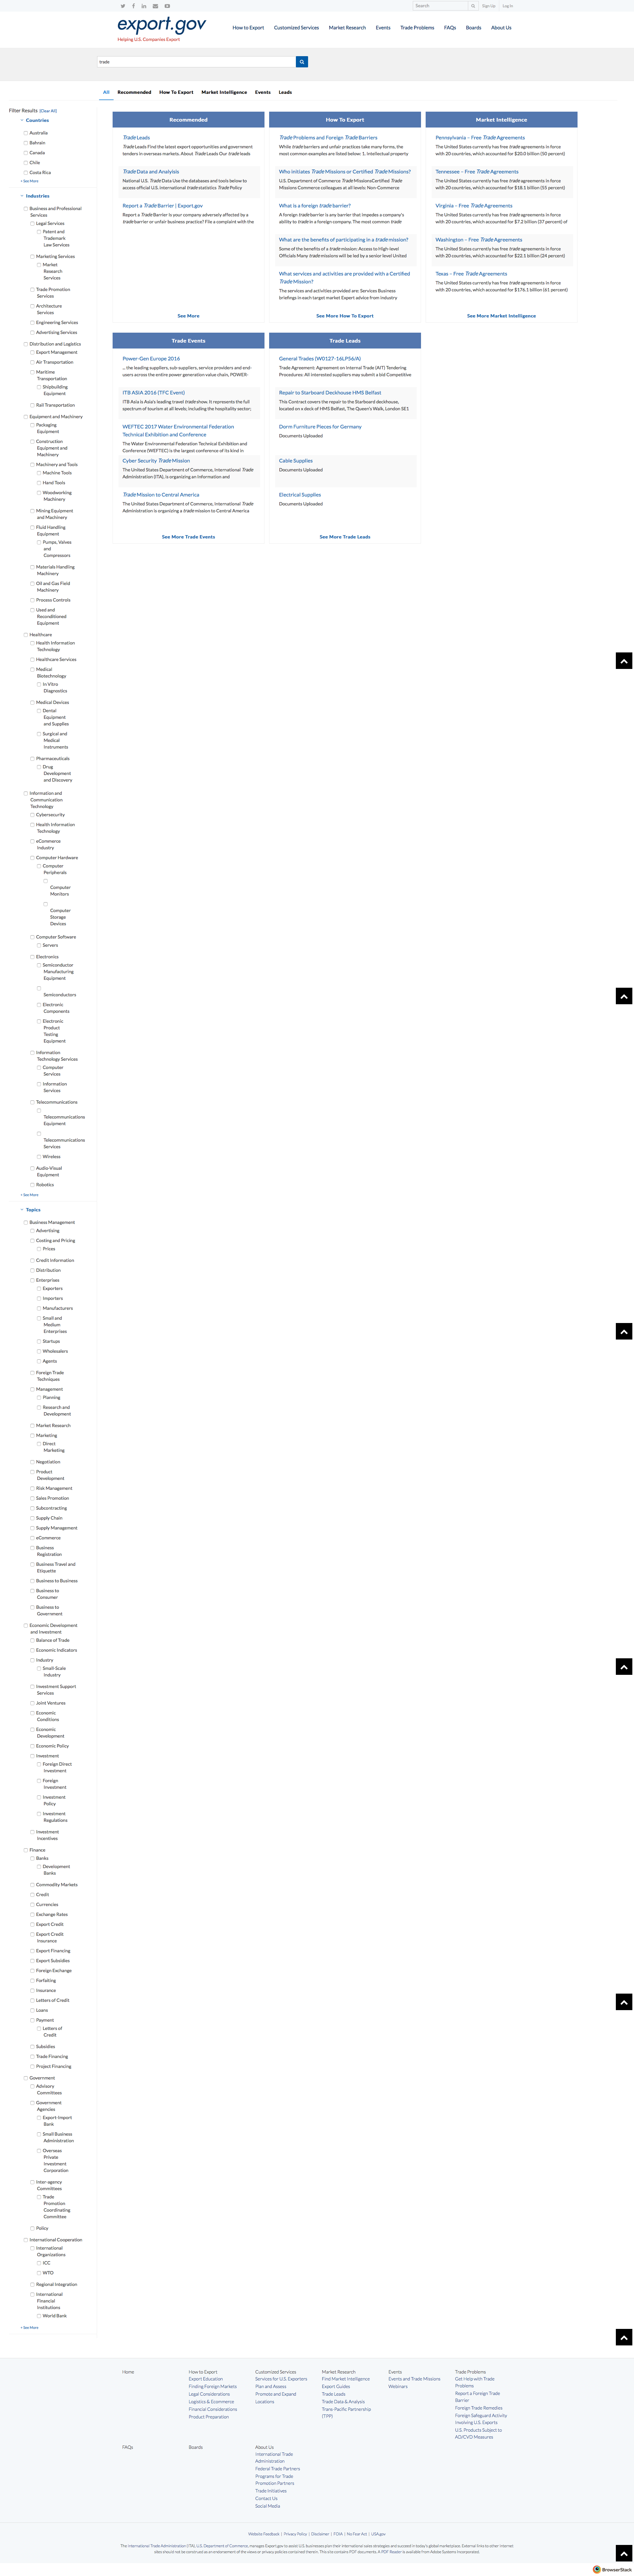 Search
Sign Up
Log In
export.gov
Helping U.S. Companies Export
How to Export
Customized Services
Market Research
Events
Trade Problems
FAQs
Boards
About Us
trade
All
Recommended
How To Export
Market Intelligence
Events
Leads
Filter Results [Clear All]
Countries
Australia
Bahrain
Canada
Chile
Costa Rica
+ See More
Industries
Business and Professional
Services
Legal Services
Patent and
Trademark
Law Services
Marketing Services
Market
Research
Services
Trade Promotion
Services
Architecture
Services
Engineering Services
Advertising Services
Distribution and Logistics
Export Management
Air Transportation
Maritime
Transportation
Shipbuilding
Equipment
Rail Transportation
Equipment and Machinery
Packaging
Equipment
Construction
Equipment and
Machinery
Machinery and Tools
Machine Tools
Hand Tools
Woodworking
Machinery
Mining Equipment
and Machinery
Fluid Handling
Equipment
Pumps, Valves
and
Compressors
Materials Handling
Machinery
Oil and Gas Field
Machinery
Process Controls
Used and
Reconditioned
Equipment
Healthcare
Health Information
Technology
Healthcare Services
Medical
Biotechnology
In Vitro
Diagnostics
Medical Devices
Dental
Equipment
and Supplies
Surgical and
Medical
Instruments
Pharmaceuticals
Drug
Development
and Discovery
Information and
Communication
Technology
Cybersecurity
Health Information
Technology
eCommerce
Industry
Computer Hardware
Computer
Peripherals
Computer
Monitors
Computer
Storage
Devices
Computer Software
Servers
Electronics
Semiconductor
Manufacturing
Equipment
Semiconductors
Electronic
Components
Electronic
Product
Testing
Equipment
Information
Technology Services
Computer
Services
Information
Services
Telecommunications
Telecommunications
Equipment
Telecommunications
Services
Wireless
Audio-Visual
Equipment
Robotics
+ See More
Topics
Business Management
Advertising
Costing and Pricing
Prices
Credit Information
Distribution
Enterprises
Exporters
Importers
Manufacturers
Small and
Medium
Enterprises
Startups
Wholesalers
Agents
Foreign Trade
Techniques
Management
Planning
Research and
Development
Market Research
Marketing
Direct
Marketing
Negotiation
Product
Development
Risk Management
Sales Promotion
Subcontracting
Supply Chain
Supply Management
eCommerce
Business
Registration
Business Travel and
Etiquette
Business to Business
Business to
Consumer
Business to
Government
Economic Development
and Investment
Balance of Trade
Economic Indicators
Industry
Small-Scale
Industry
Investment Support
Services
Joint Ventures
Economic
Conditions
Economic
Development
Economic Policy
Investment
Foreign Direct
Investment
Foreign
Investment
Investment
Policy
Investment
Regulations
Investment
Incentives
Finance
Banks
Development
Banks
Commodity Markets
Credit
Currencies
Exchange Rates
Export Credit
Export Credit
Insurance
Export Financing
Export Subsidies
Foreign Exchange
Forfaiting
Insurance
Letters of Credit
Loans
Payment
Letters of
Credit
Subsidies
Trade Financing
Project Financing
Government
Advisory
Committees
Government
Agencies
Export-Import
Bank
Small Business
Administration
Overseas
Private
Investment
Corporation
Inter-agency
Committees
Trade
Promotion
Coordinating
Committee
Policy
International Cooperation
International
Organizations
ICC
WTO
Regional Integration
International
Financial
Institutions
World Bank
+ See More
Recommended
Trade Leads
Trade Leads Find the latest export opportunities and government
tenders in overseas markets. About Trade Leads Our trade leads
Trade Data and Analysis
National U.S. Trade Data Use the databases and tools below to
access official U.S. international trade statistics. Trade Policy
Report a Trade Barrier | Export.gov
Report a Trade Barrier Is your company adversely affected by a
trade barrier or unfair business practice? File a complaint with the
See More
How To Export
Trade Problems and Foreign Trade Barriers
While trade barriers and unfair practices take many forms, the
most common examples are listed below: 1. Intellectual property
Who initiates Trade Missions or Certified Trade Missions?
U.S. Department of Commerce Trade MissionsCertified Trade
Missions Commerce colleagues at all levels; Non-Commerce
What is a foreign trade barrier?
A foreign trade barrier is any barrier that impedes a company's
ability to trade in a foreign company. The most common trade
What are the benefits of participating in a trade mission?
Some of the benefits of a trade mission: Access to High level
Officials Many trade missions will be led by a senior level United
What services and activities are provided with a Certified
Trade Mission?
The services and activities provided are: Services Business
briefings in each target market Expert advice from industry
See More How To Export
Market Intelligence
Pennsylvania – Free Trade Agreements
The United States currently has free trade agreements in force
with 20 countries, which accounted for $20.0 billion (50 percent)
Tennessee – Free Trade Agreements
The United States currently has free trade agreements in force
with 20 countries, which accounted for $18.1 billion (55 percent)
Virginia – Free Trade Agreements
The United States currently has free trade agreements in force
with 20 countries, which accounted for $7.2 billion (37 percent) of
Washington – Free Trade Agreements
The United States currently has free trade agreements in force
with 20 countries, which accounted for $22.1 billion (24 percent)
Texas – Free Trade Agreements
The United States currently has free trade agreements in force
with 20 countries, which accounted for $176.1 billion (61 percent)
See More Market Intelligence
Trade Events
Power-Gen Europe 2016
... the leading suppliers, sub-suppliers, service providers and end-
users across the entire power generation value chain. POWER-
ITB ASIA 2016 (TFC Event)
ITB Asia is Asia's leading travel trade show. It represents the full
spectrum of tourism at all levels, including the hospitality sector;
WEFTEC 2017 Water Environmental Federation
Technical Exhibition and Conference
The Water Environmental Federation Technical Exhibition and
Conference (WEFTEC) is the largest conference of its kind in
Cyber Security Trade Mission
The United States Department of Commerce, International Trade
Administration (ITA), is organizing an Information and
Trade Mission to Central America
The United States Department of Commerce, International Trade
Administration is organizing a trade mission to Central America
See More Trade Events
Trade Leads
General Trades (W0127-16LP56/A)
Trade Agreement: Agreement on Internal Trade (AIT) Tendering
Procedures: All interested suppliers may submit a bid Competitive
Repair to Starboard Deckhouse HMS Belfast
This Contract covers the repair to the Starboard deckhouse,
located on a deck of HMS Belfast, The Queen's Walk, London SE1
Dorm Furniture Pieces for Germany
Documents Uploaded
Cable Supplies
Documents Uploaded
Electrical Supplies
Documents Uploaded
See More Trade Leads
Home
How to Export
Export Education
Finding Foreign Markets
Legal Considerations
Logistics & Ecommerce
Financial Considerations
Product Preparation
Customized Services
Services for U.S. Exporters
Plan and Assess
Promote and Expand
Locations
Market Research
Find Market Intelligence
Export Guides
Trade Leads
Trade Data & Analysis
Trans-Pacific Partnership
(TPP)
Events
Events and Trade Missions
Webinars
Trade Problems
Get Help with Trade
Problems
Report a Foreign Trade
Barrier
Foreign Trade Remedies
Foreign Safeguard Activity
Involving U.S. Exports
U.S. Products Subject to
AD/CVD Measures
FAQs
Boards
About Us
International Trade
Administration
Federal Trade Partners
Programs for Trade
Promotion Partners
Trade Initiatives
Contact Us
Social Media
Website Feedback | Privacy Policy | Disclaimer | FOIA | No Fear Act | USA.gov
The International Trade Administration (ITA), U.S. Department of Commerce, manages Export.gov to assist U.S. businesses plan their international sales strategies and succeed in today's global marketplace. External links to other Internet
sites should not be construed as an endorsement of the views or privacy policies contained therein. This site contains PDF documents. A PDF Reader is available from Adobe Systems Incorporated.
BrowserStack